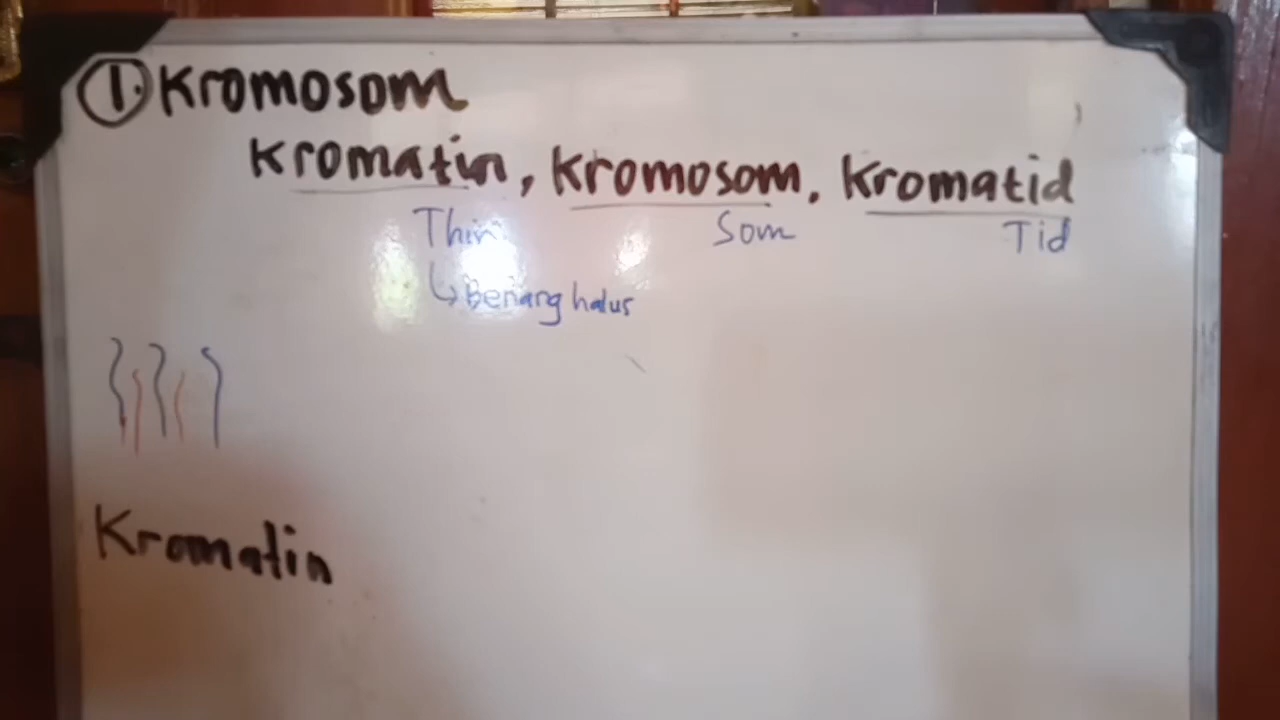 1. Kromosom
Kromatin, Kromosom, Kromatid
Thin Som Tid
↳ Benang halus
Kromatin